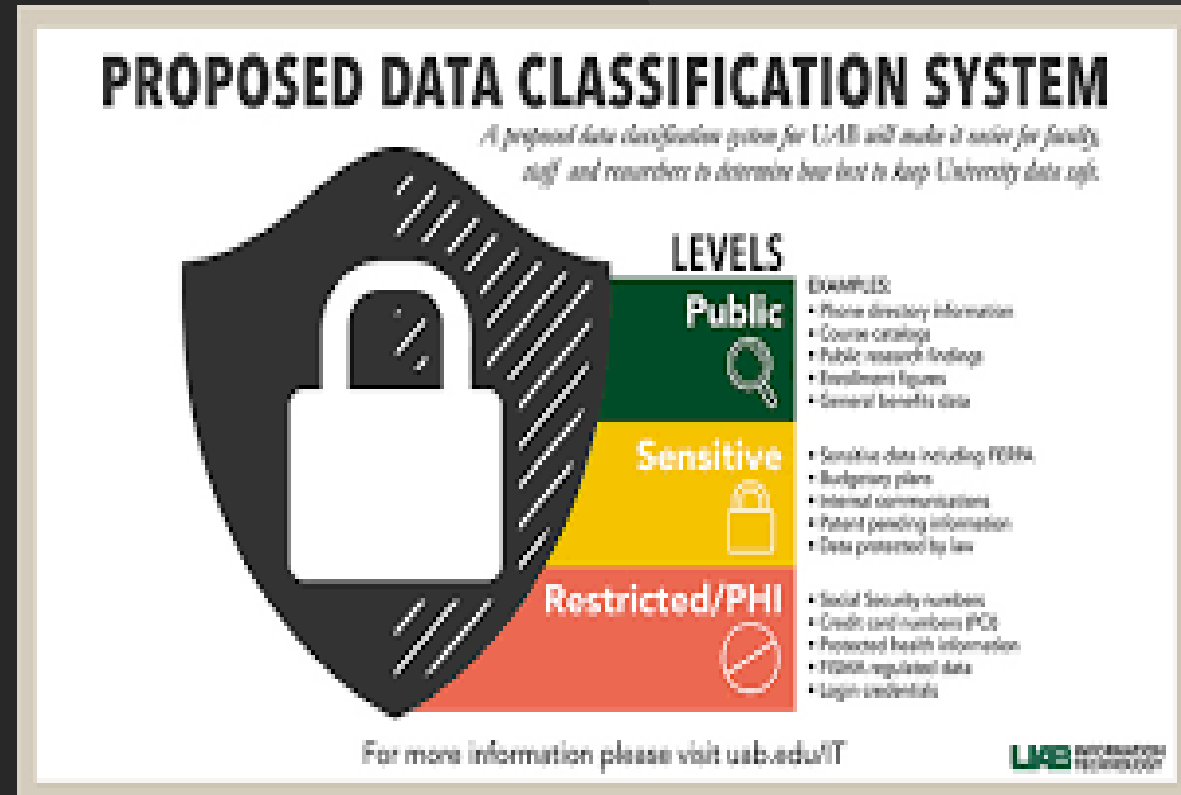 PROPOSED DATA CLASSIFICATION SYSTEM
A proposed data classification system for UAB will make it easier for faculty,
staff and researchers to determine how best to keep University data safe.
LEVELS
Public
EXAMPLES:
• Phone directory information
• Course catalogs
• Public research findings
• Enrollment figures
• General benefits data
Sensitive
• Sensitive data including FERPA
• Budgetary plans
• Internal communications
• Patent pending information
• Data protected by law
Restricted/PHI
• Social Security numbers
• Credit card numbers (PCI)
• Protected health information
• FISMA regulated data
• Login credentials
For more information please visit uab.edu/IT
UAB INFORMATION
TECHNOLOGY